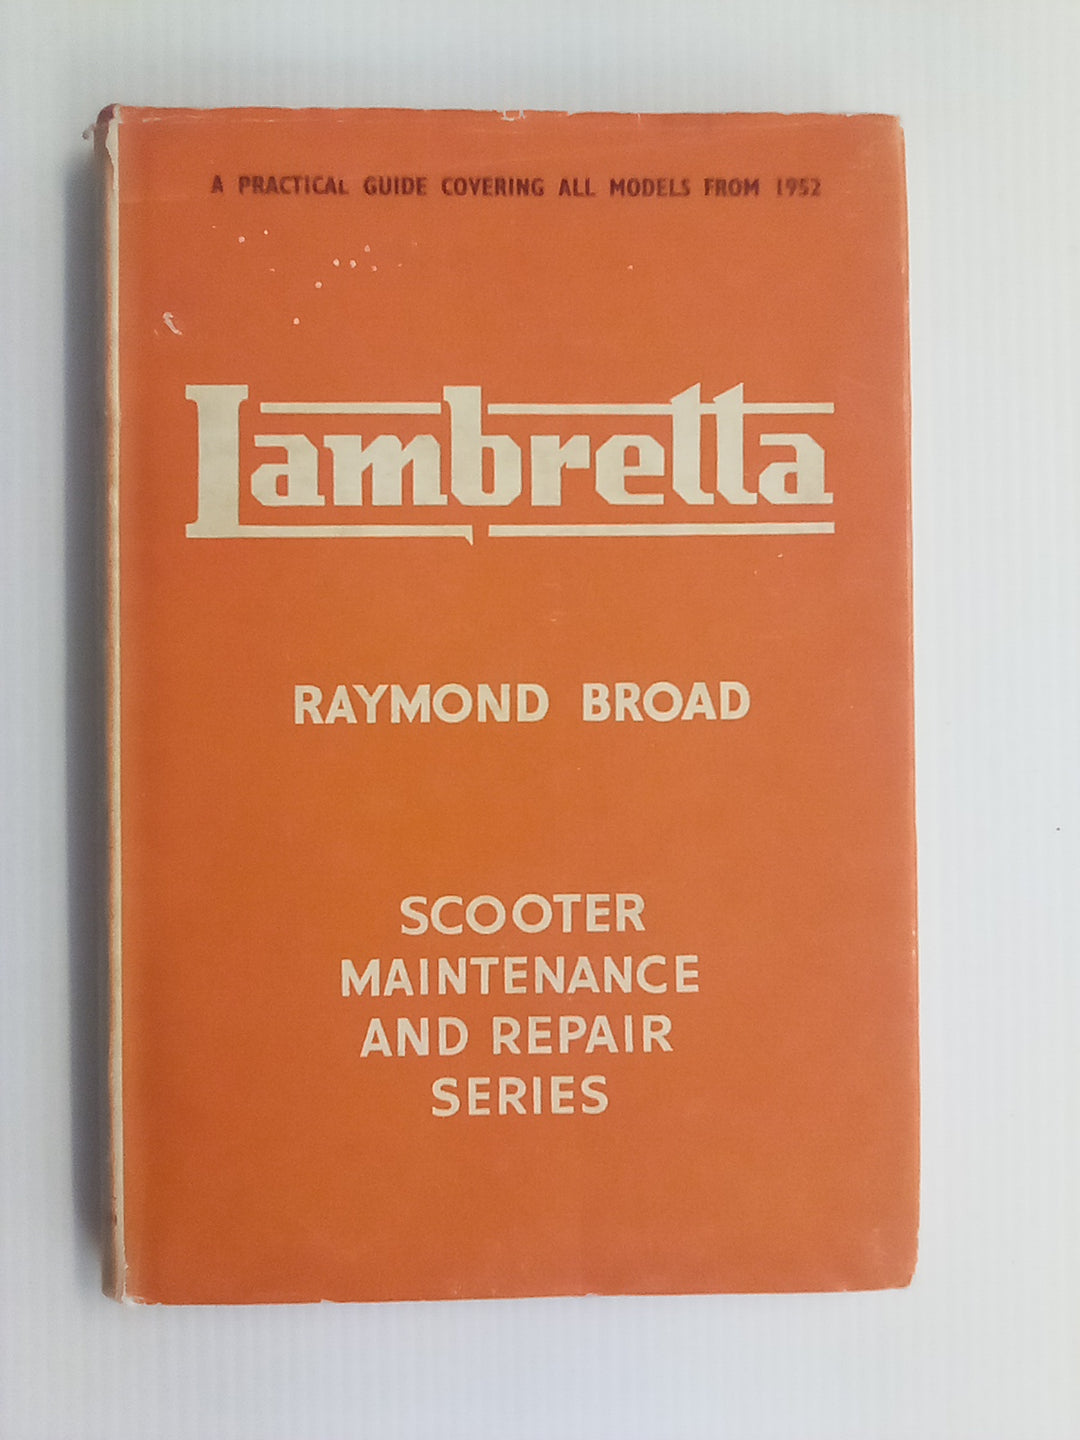 A PRACTICAL GUIDE COVERING ALL MODELS FROM 1952
Lambretta
RAYMOND BROAD
SCOOTER
MAINTENANCE
AND REPAIR
SERIES